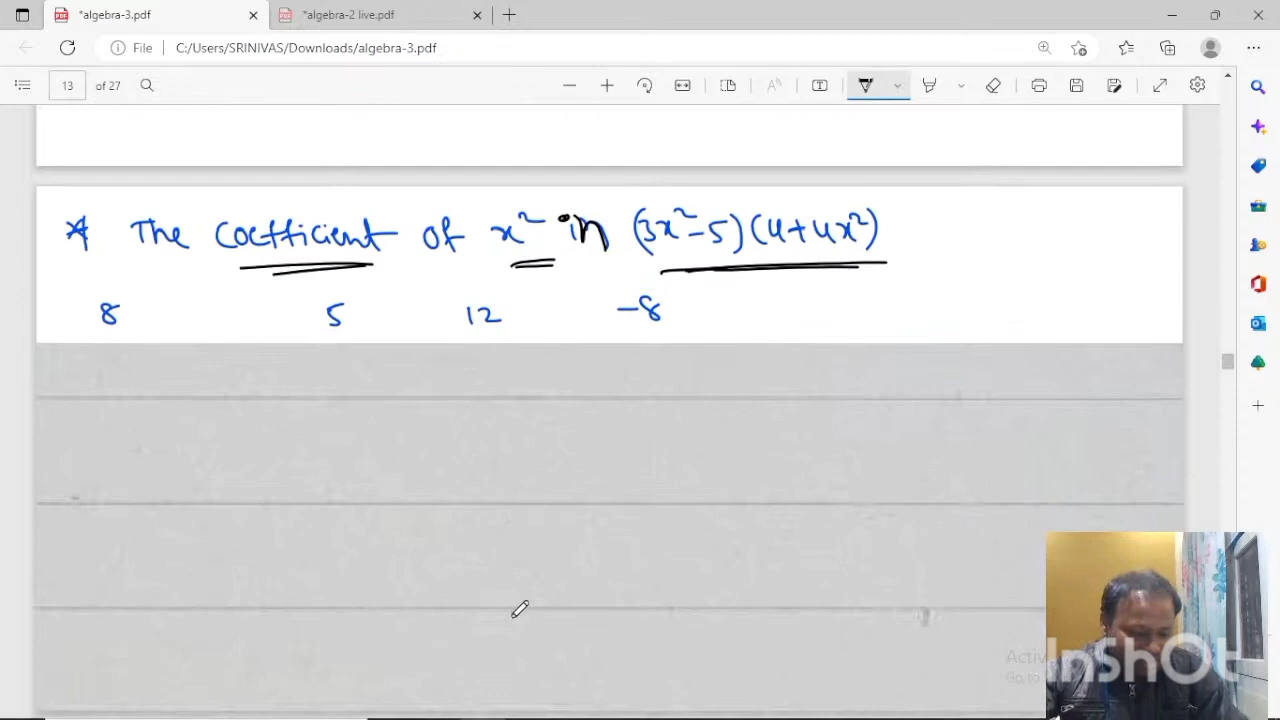 *algebra-3.pdf
*algebra-2 live.pdf
File C:/Users/SRINIVAS/Downloads/algebra-3.pdf
13 of 27
* The coefficient of x² in (3x²-5)(4+4x²)
8 5 12 -8
InShOt